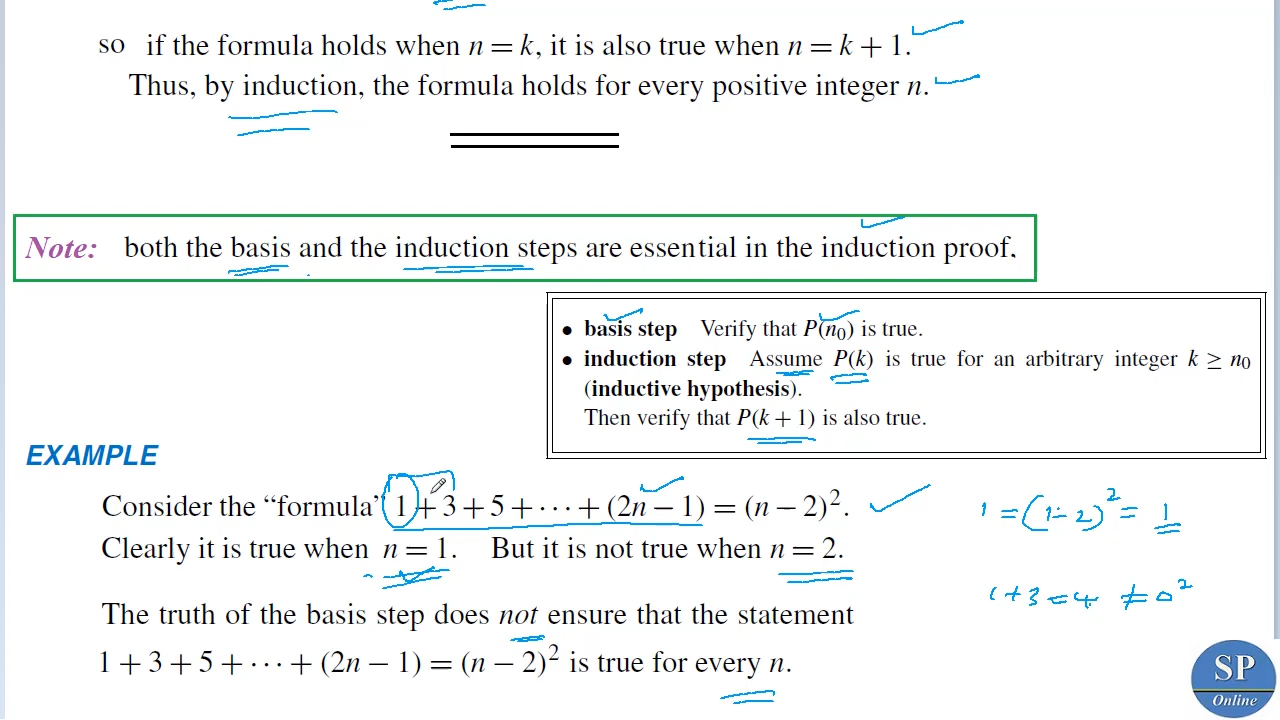 so if the formula holds when n = k, it is also true when n = k + 1.
Thus, by induction, the formula holds for every positive integer n.
Note: both the basis and the induction steps are essential in the induction proof.
• basis step Verify that P(n₀) is true.
• induction step Assume P(k) is true for an arbitrary integer k ≥ n₀
(inductive hypothesis).
Then verify that P(k + 1) is also true.
EXAMPLE
Consider the “formula” 1 + 3 + 5 + ⋯ + (2n − 1) = (n − 2)².
Clearly it is true when n = 1. But it is not true when n = 2.
1 = (1 - 2)² = 1
1 + 3 = 4 ≠ 0²
The truth of the basis step does not ensure that the statement
1 + 3 + 5 + ⋯ + (2n − 1) = (n − 2)² is true for every n.
SP
Online